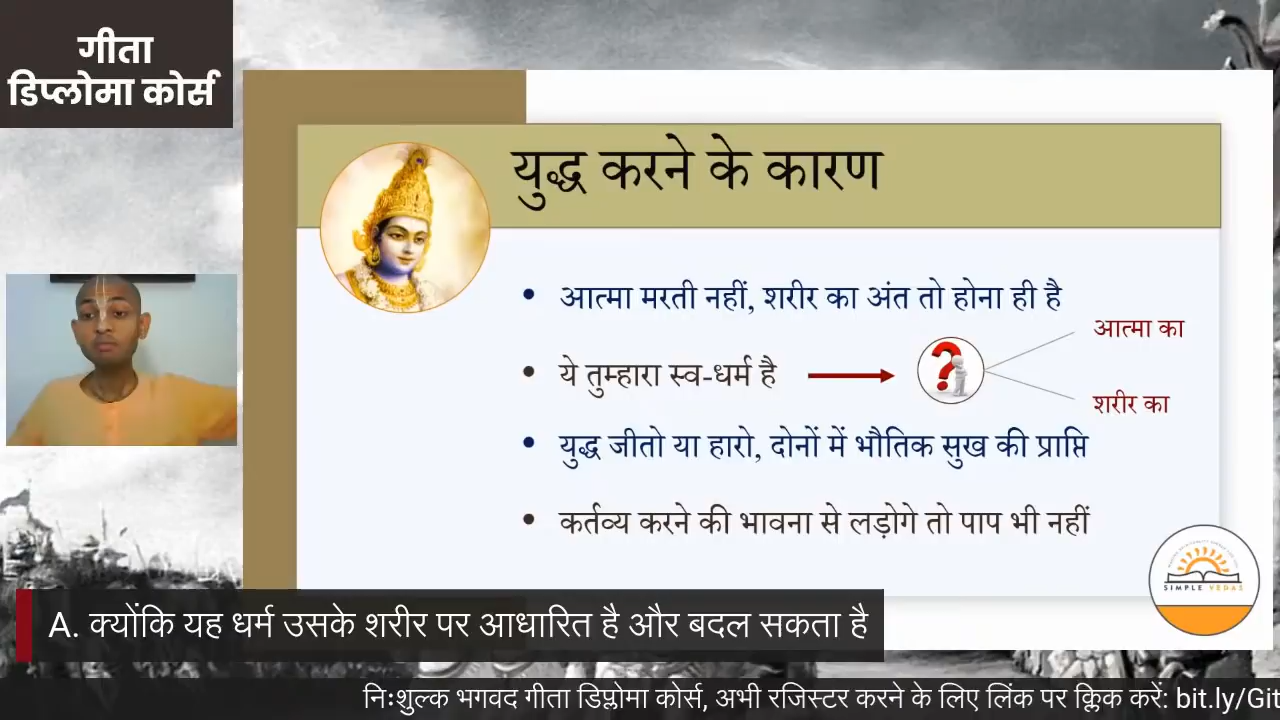 गीता
डिप्लोमा कोर्स
युद्ध करने के कारण
• आत्मा मरती नहीं, शरीर का अंत तो होना ही है
आत्मा का
• ये तुम्हारा स्व-धर्म है
?
शरीर का
• युद्ध जीतो या हारो, दोनों में भौतिक सुख की प्राप्ति
• कर्तव्य करने की भावना से लड़ोगे तो पाप भी नहीं
SIMPLE VEDAS
A. क्योंकि यह धर्म उसके शरीर पर आधारित है और बदल सकता है
निःशुल्क भगवद गीता डिप्लोमा कोर्स, अभी रजिस्टर करने के लिए लिंक पर क्लिक करें: bit.ly/Git